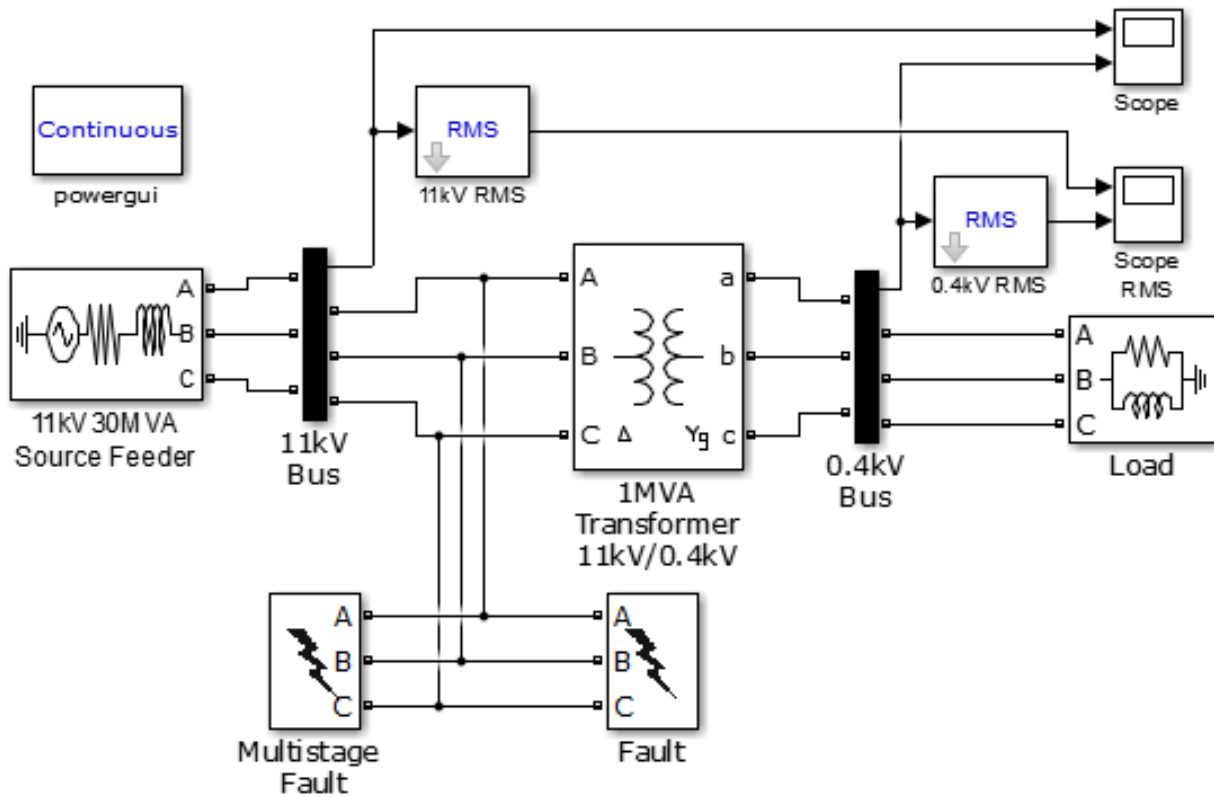 Scope
Continuous
powergui
RMS
11kV RMS
RMS
0.4kV RMS
Scope
RMS
A
B
C
11kV 30MVA
Source Feeder
11kV
Bus
A
B
C
Δ
Yg
a
b
c
1MVA
Transformer
11kV/0.4kV
0.4kV
Bus
A
B
C
Load
A
B
C
Multistage
Fault
A
B
C
Fault